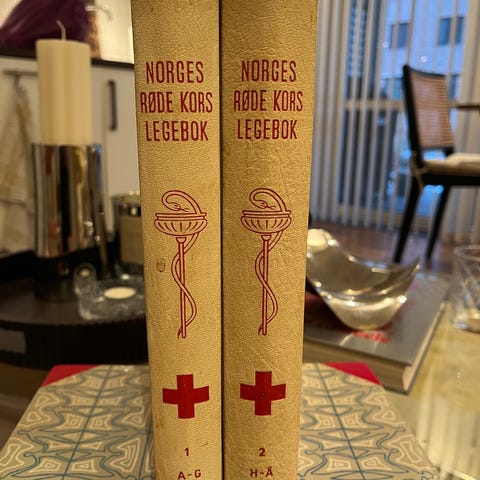 NORGES
RØDE KORS
LEGEBOK
1
A-G
NORGES
RØDE KORS
LEGEBOK
2
H-Å